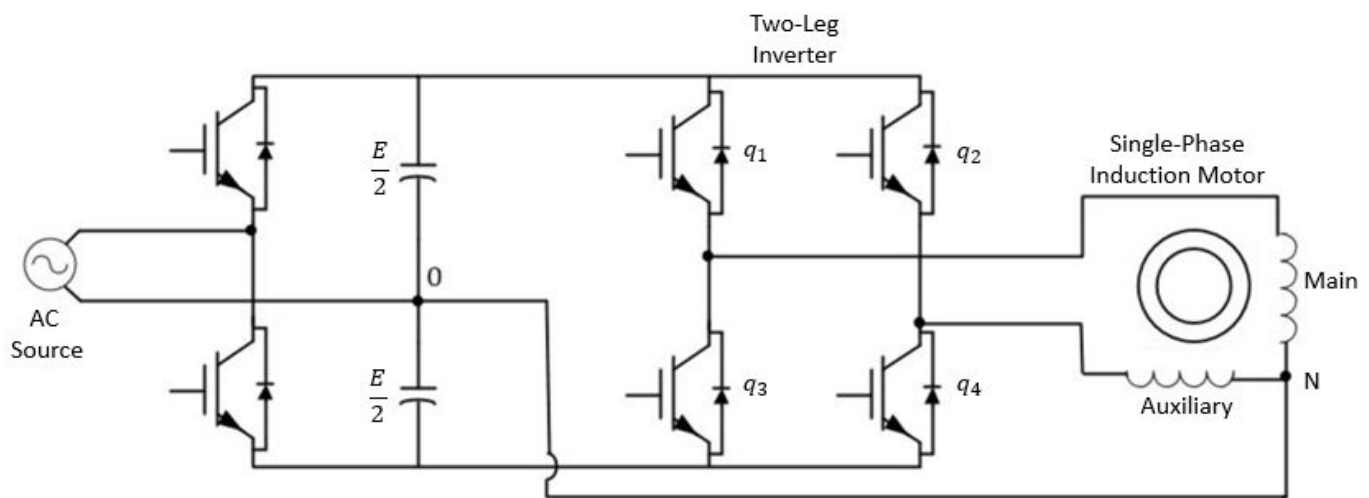 Two-Leg
Inverter
Single-Phase
Induction Motor
E
2
q1
q2
0
Main
AC
Source
E
2
q3
q4
Auxiliary
N